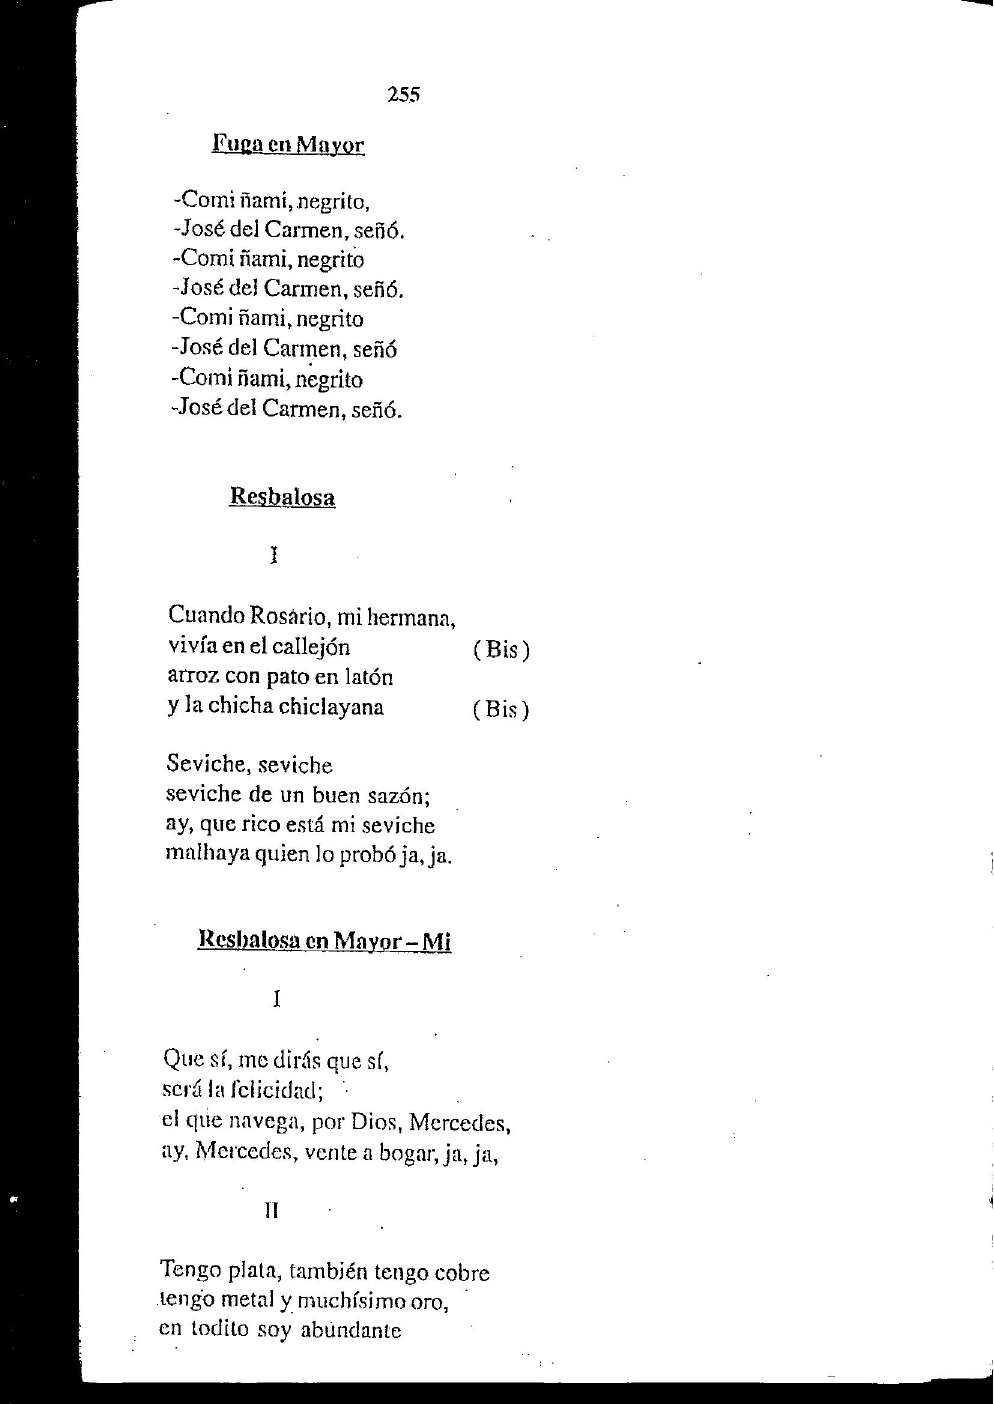 255
Fuga en Mayor
-Comi ñami, negrito,
-José del Carmen, señó.
-Comi ñami, negrito
-José del Carmen, señó.
-Comi ñami, negrito
-José del Carmen, señó
-Comi ñami, negrito
-José del Carmen, señó.
Resbalosa
I
Cuando Rosario, mi hermana,
vivía en el callejón (Bis)
arroz con pato en latón
y la chicha chiclayana (Bis)
Seviche, seviche
seviche de un buen sazón;
ay, que rico está mi seviche
malhaya quien lo probó ja, ja.
Resbalosa en Mayor – Mi
I
Que sí, me dirás que sí,
será la felicidad;
el que navega, por Dios, Mercedes,
ay, Mercedes, vente a bogar, ja, ja,
II
Tengo plata, también tengo cobre
tengo metal y muchísimo oro,
en todito soy abundante